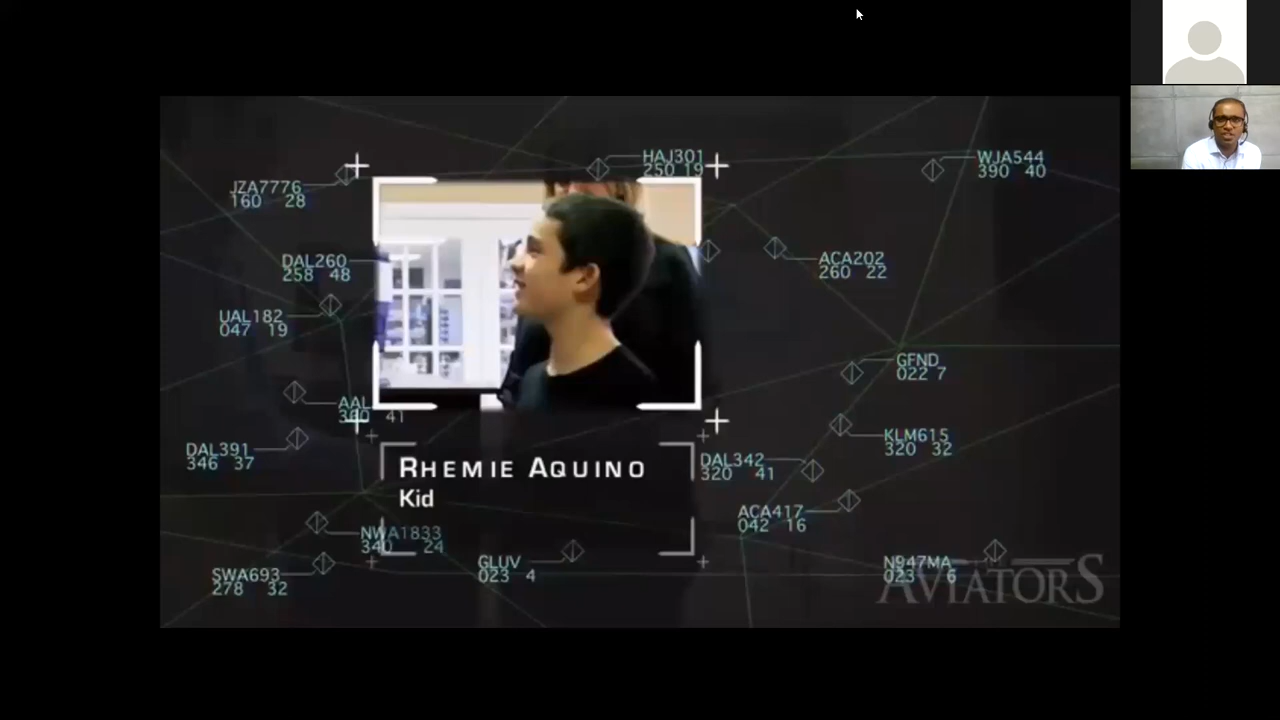 HAJ301
250 19
WJA544
390 40
JZA7776
160 28
DAL260
258 48
ACA202
260 22
UAL182
047 19
GFND
022 7
AAL
360 41
KLM615
320 32
DAL391
346 37
RHEMIE AQUINO
Kid
DAL342
320 41
ACA417
042 16
NWA1833
340 24
GLUV
023 4
N947MA
023 6
SWA693
278 32
AVIATORS